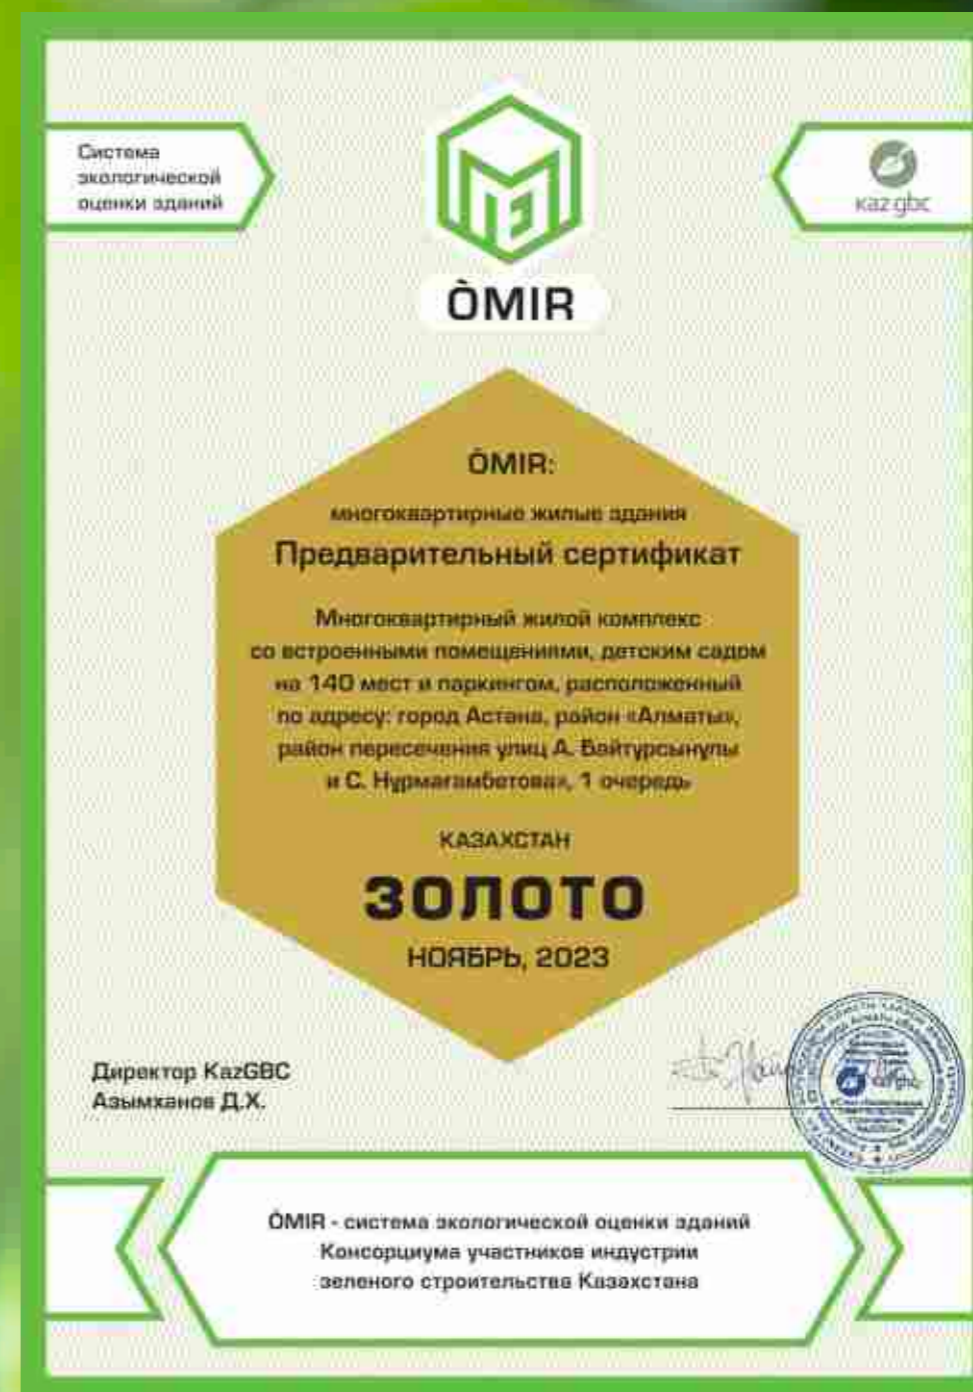 Система
экологической
оценки зданий
kaz gbc
ÒMIR
ÒMIR:
многоквартирные жилые здания
Предварительный сертификат
Многоквартирный жилой комплекс
со встроенными помещениями, детским садом
на 140 мест и паркингом, расположенный
по адресу: город Астана, район «Алматы»,
район пересечения улиц А. Байтурсынулы
и С. Нурмагамбетова», 1 очередь
КАЗАХСТАН
ЗОЛОТО
НОЯБРЬ, 2023
Директор KazGBC
Азымханов Д.Х.
kazgbc
ÒMIR - система экологической оценки зданий
Консорциума участников индустрии
зеленого строительства Казахстана